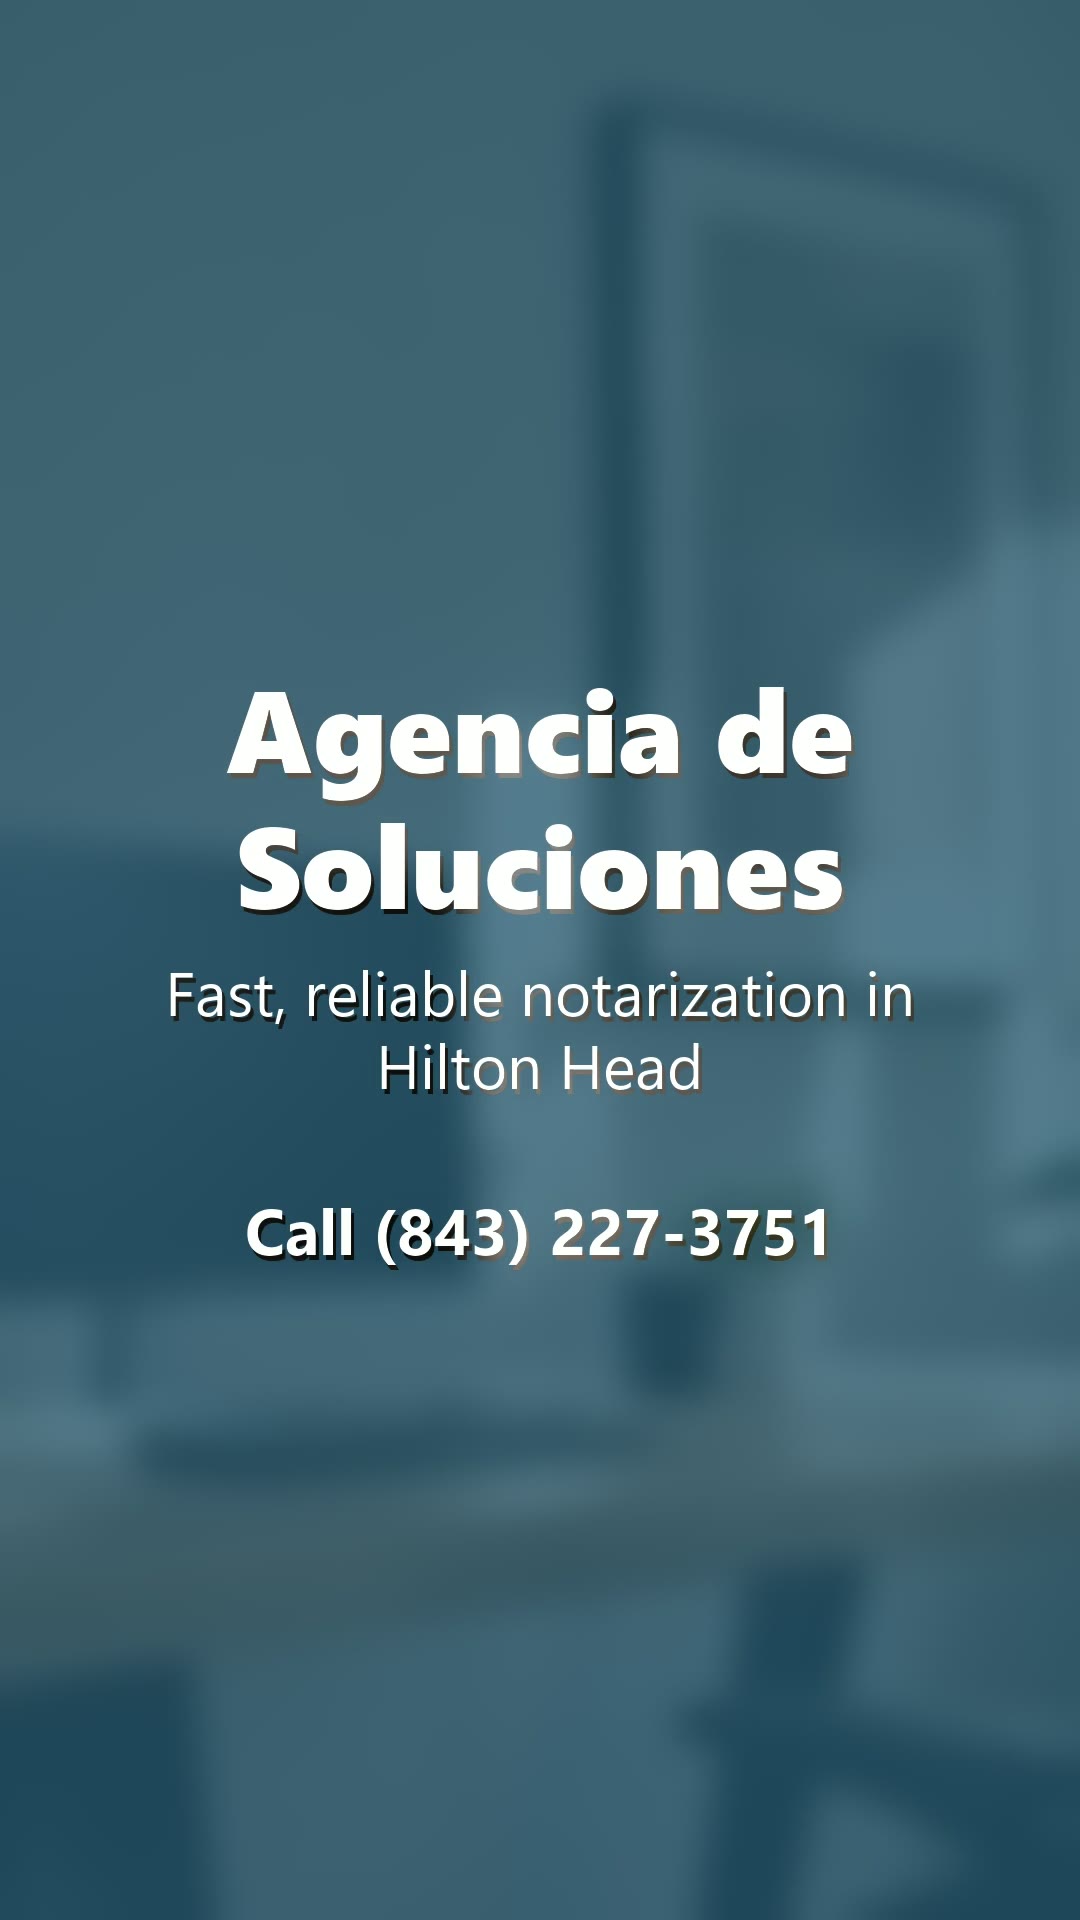 Agencia de
Soluciones
Fast, reliable notarization in
Hilton Head
Call (843) 227-3751